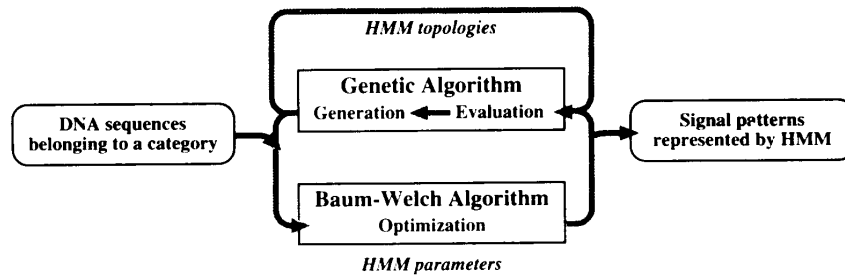 HMM topologies
Genetic Algorithm
Generation Evaluation
DNA sequences
belonging to a category
Signal patterns
represented by HMM
Baum-Welch Algorithm
Optimization
HMM parameters